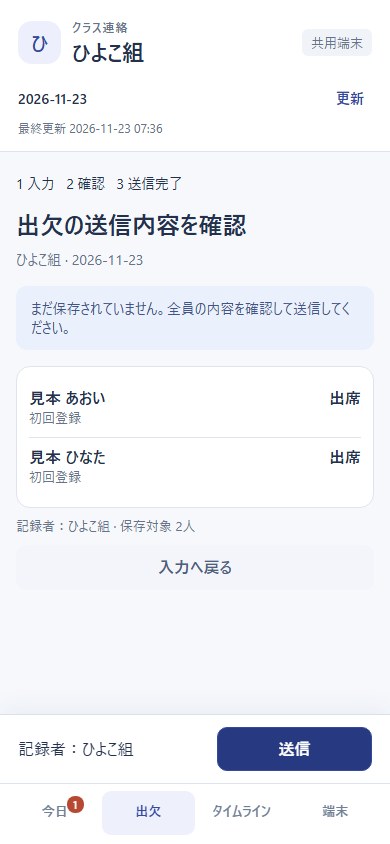 ひ
クラス連絡
ひよこ組
共用端末
2026-11-23
更新
最終更新 2026-11-23 07:36
1 入力 2 確認 3 送信完了
出欠の送信内容を確認
ひよこ組 · 2026-11-23
まだ保存されていません。全員の内容を確認して送信してく
ださい。
見本 あおい
出席
初回登録
見本 ひなた
出席
初回登録
記録者：ひよこ組 · 保存対象 2人
入力へ戻る
記録者：ひよこ組
送信
今日
1
出欠
タイムライン
端末